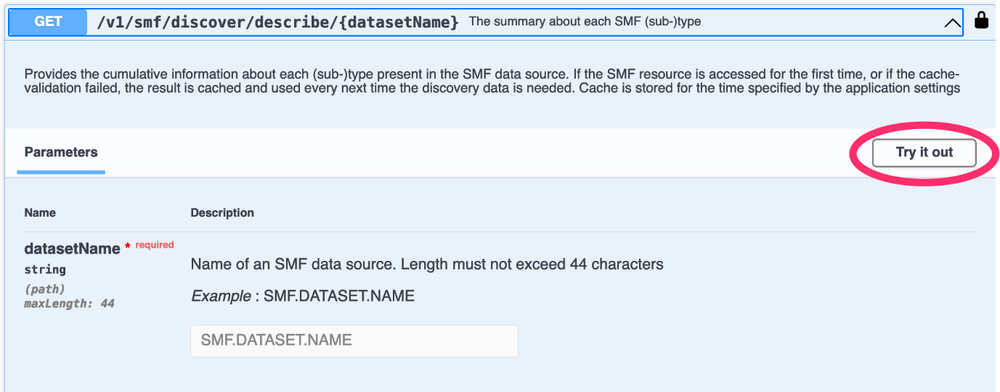 GET /v1/smf/discover/describe/{datasetName} The summary about each SMF (sub-)type
Provides the cumulative information about each (sub-)type present in the SMF data source. If the SMF resource is accessed for the first time, or if the cache-
validation failed, the result is cached and used every next time the discovery data is needed. Cache is stored for the time specified by the application settings
Parameters Try it out
Name Description
datasetName * required
string
(path)
maxLength: 44
Name of an SMF data source. Length must not exceed 44 characters
Example : SMF.DATASET.NAME
SMF.DATASET.NAME